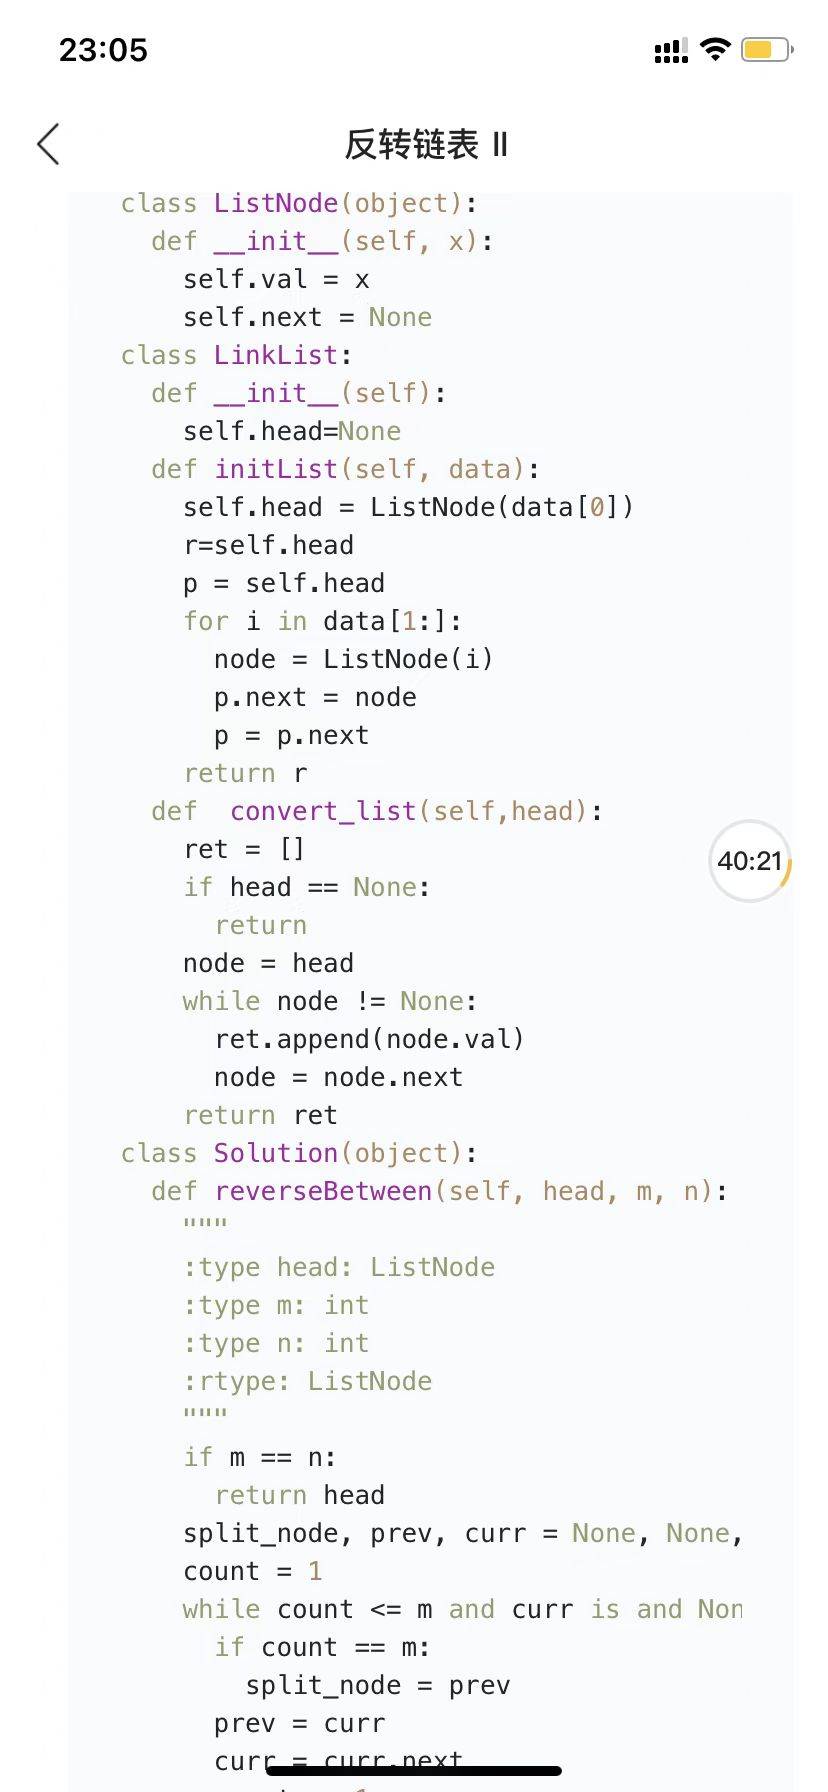 23:05
反转链表 II
class ListNode(object):
def __init__(self, x):
self.val = x
self.next = None
class LinkList:
def __init__(self):
self.head=None
def initList(self, data):
self.head = ListNode(data[0])
r=self.head
p = self.head
for i in data[1:]:
node = ListNode(i)
p.next = node
p = p.next
return r
def  convert_list(self,head):
ret = []
40:21
if head == None:
return
node = head
while node != None:
ret.append(node.val)
node = node.next
return ret
class Solution(object):
def reverseBetween(self, head, m, n):
"""
:type head: ListNode
:type m: int
:type n: int
:rtype: ListNode
"""
if m == n:
return head
split_node, prev, curr = None, None,
count = 1
while count <= m and curr is and Non
if count == m:
split_node = prev
prev = curr
curr = curr.next